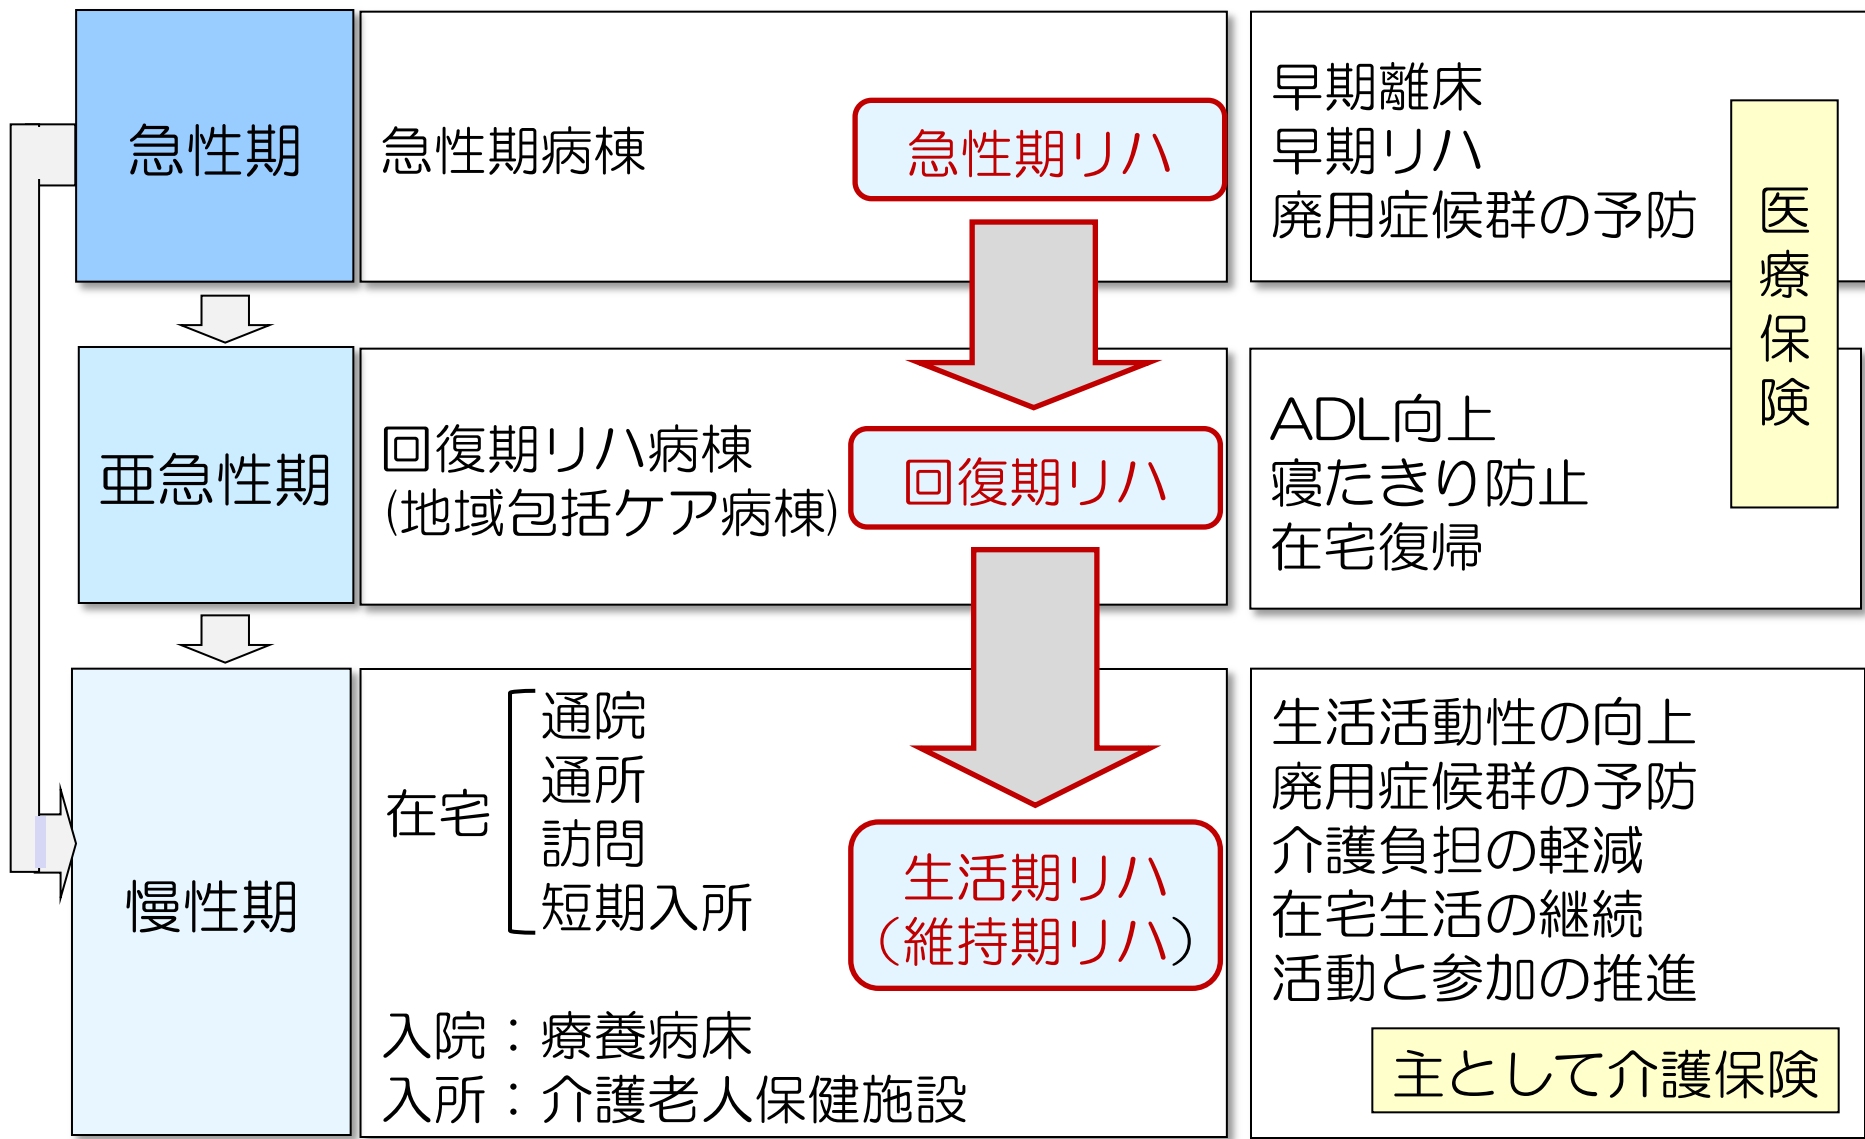 急性期
急性期病棟
急性期リハ
早期離床
早期リハ
廃用症候群の予防
医療保険
亜急性期
回復期リハ病棟
(地域包括ケア病棟)
回復期リハ
ADL向上
寝たきり防止
在宅復帰
慢性期
在宅
通院
通所
訪問
短期入所
生活期リハ
（維持期リハ）
入院：療養病床
入所：介護老人保健施設
生活活動性の向上
廃用症候群の予防
介護負担の軽減
在宅生活の継続
活動と参加の推進
主として介護保険